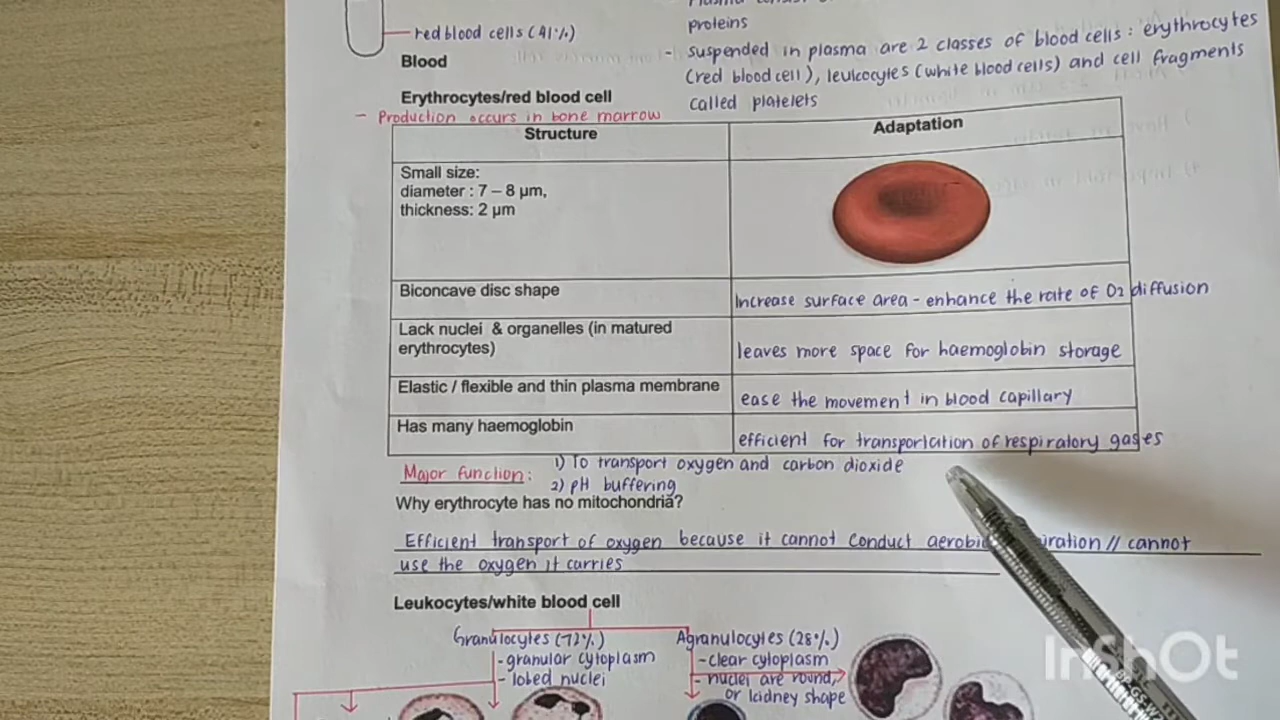 proteins
red blood cells (41%)
- suspended in plasma are 2 classes of blood cells : erythrocytes
(red blood cell), leukocytes (white blood cells) and cell fragments
called platelets
Blood
Erythrocytes/red blood cell
- Production occurs in bone marrow
Structure
Adaptation
Small size:
diameter : 7 – 8 µm,
thickness: 2 µm
Biconcave disc shape
Increase surface area - enhance the rate of O2 diffusion
Lack nuclei & organelles (in matured
erythrocytes)
leaves more space for haemoglobin storage
Elastic / flexible and thin plasma membrane
ease the movement in blood capillary
Has many haemoglobin
efficient for transportation of respiratory gases
Major function:
1) To transport oxygen and carbon dioxide
2) pH buffering
Why erythrocyte has no mitochondria?
Efficient transport of oxygen because it cannot conduct cannot
use the oxygen it carries
Leukocytes/white blood cell
Granulocytes (72%)
- granular cytoplasm
- lobed nuclei
Agranulocytes (28%)
- clear cytoplasm
- nuclei are round,
or kidney shape
InShOt